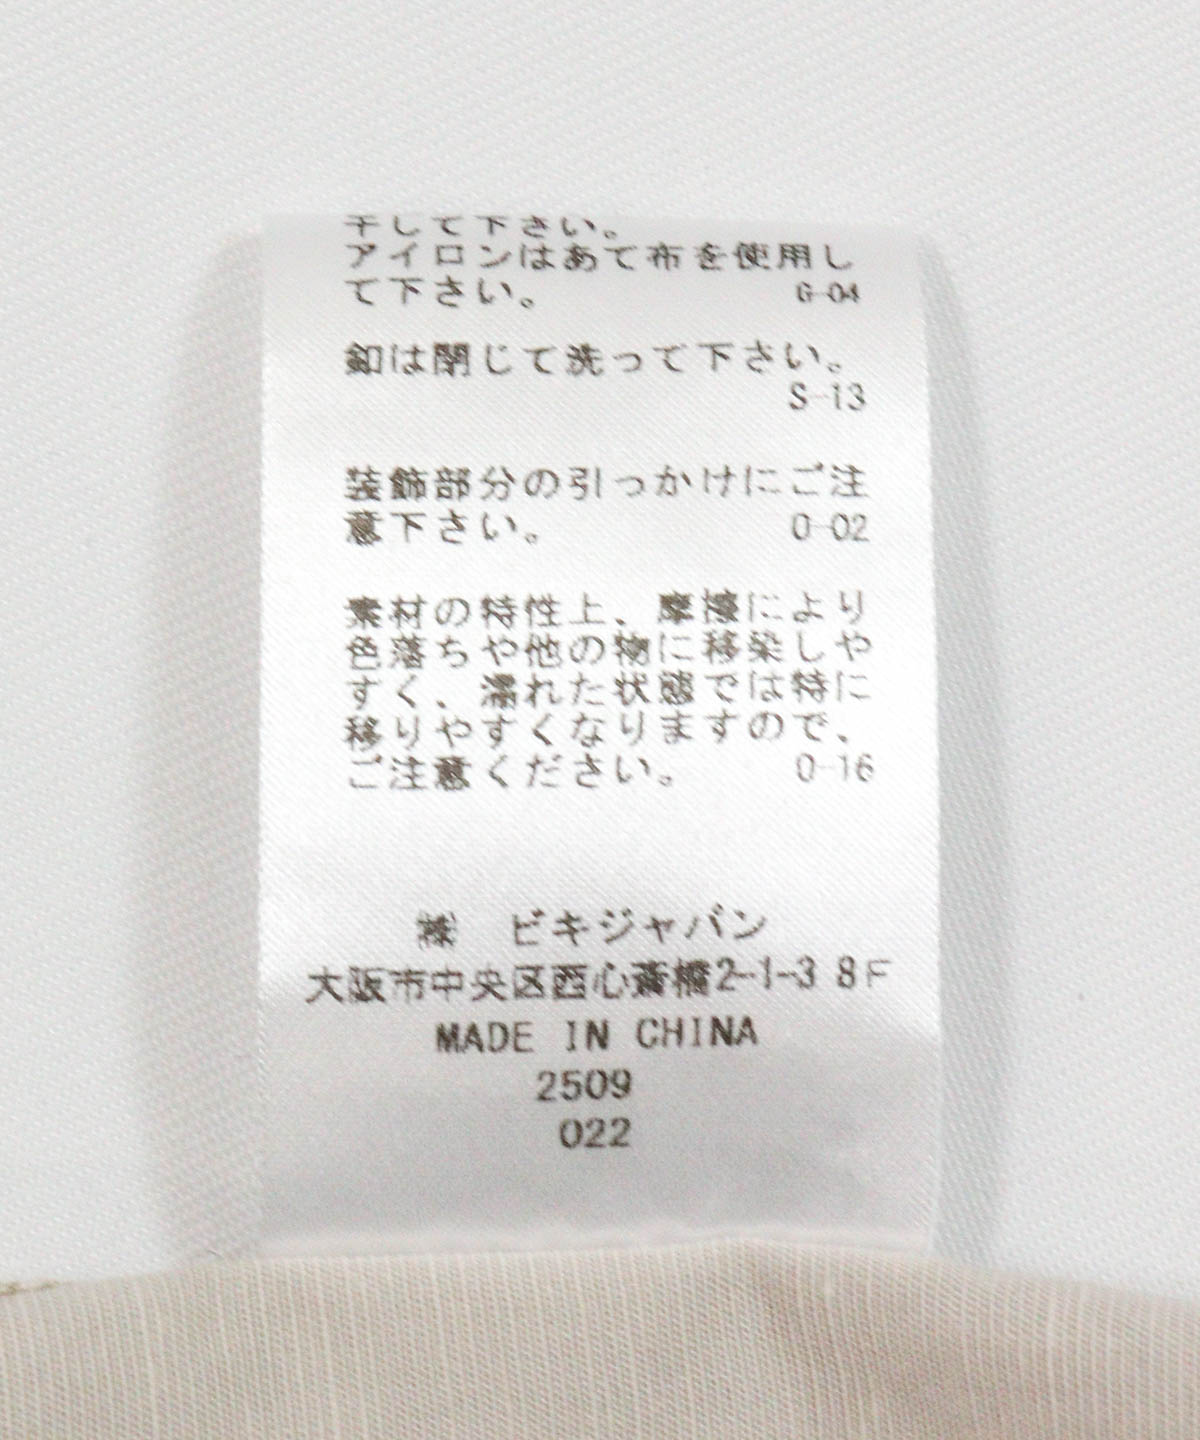 干して下さい。
アイロンはあて布を使用し
て下さい。 G-04
釦は閉じて洗って下さい。
S-13
装飾部分の引っかけにご注
意下さい。 O-02
素材の特性上、摩擦により
色落ちや他の物に移染しや
すく、濡れた状態では特に
移りやすくなりますので、
ご注意ください。 O-16
㈱ ビキジャパン
大阪市中央区西心斎橋2-1-3 8F
MADE IN CHINA
2509
022